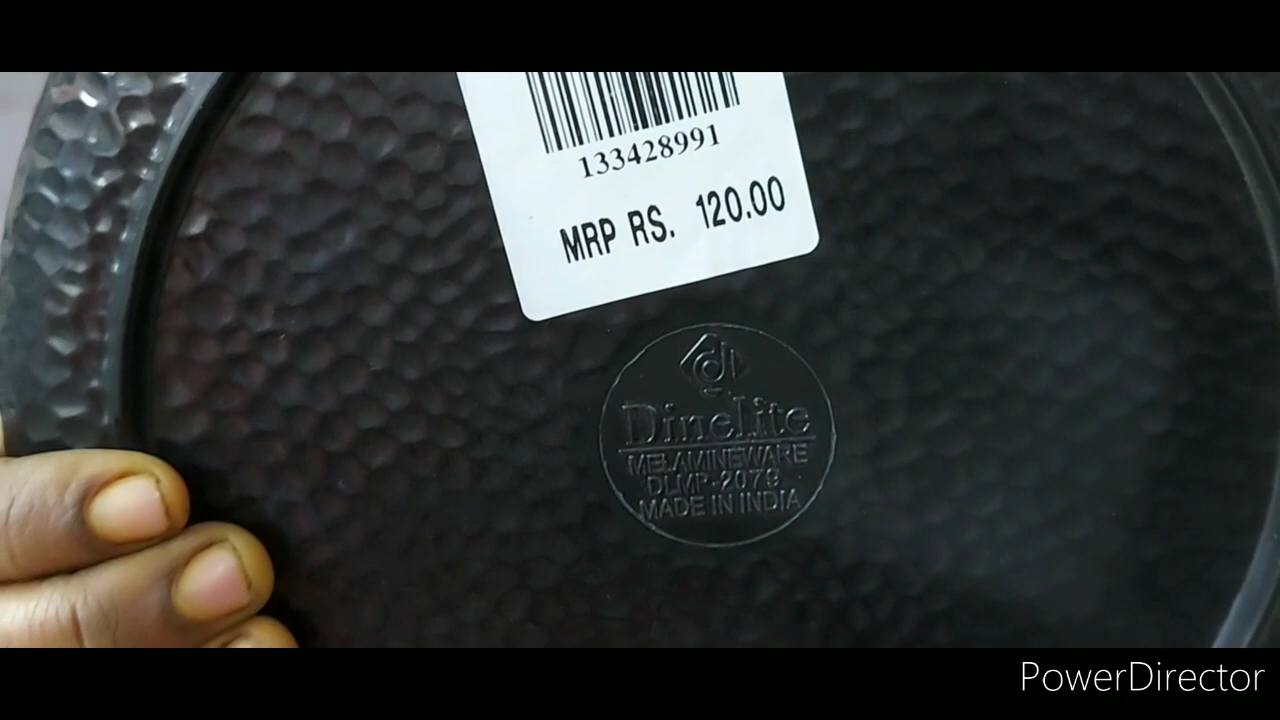 133428991
MRP RS. 120.00
Dinelite
MELAMINEWARE
DLMP-2079
MADE IN INDIA
PowerDirector